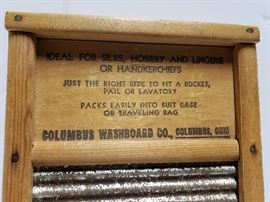 IDEAL FOR SILKS, HOSIERY AND LINGERIE
OR HANDKERCHIEFS
JUST THE RIGHT SIZE TO FIT A BUCKET,
PAIL OR LAVATORY
PACKS EASILY INTO SUIT CASE
OR TRAVELING BAG
COLUMBUS WASHBOARD CO., COLUMBUS, OHIO